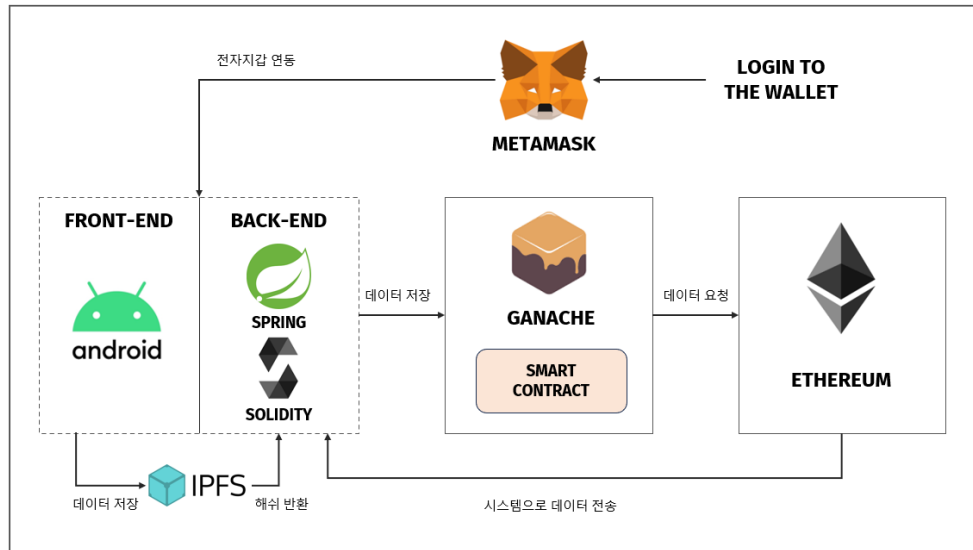 전자지갑 연동
LOGIN TO
THE WALLET
METAMASK
FRONT-END
BACK-END
android
SPRING
SOLIDITY
데이터 저장
GANACHE
SMART
CONTRACT
데이터 요청
ETHEREUM
데이터 저장
IPFS
해쉬 반환
시스템으로 데이터 전송